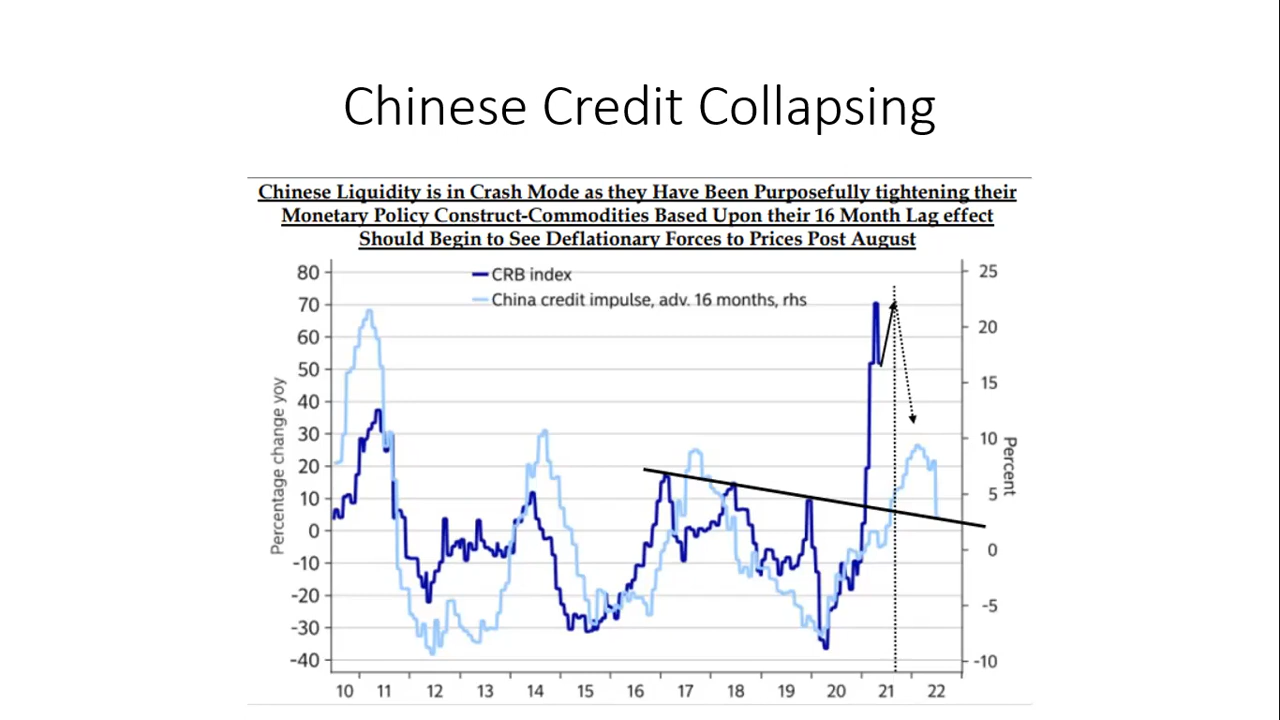 Chinese Credit Collapsing
Chinese Liquidity is in Crash Mode as they Have Been Purposefully tightening their
Monetary Policy Construct-Commodities Based Upon their 16 Month Lag effect
Should Begin to See Deflationary Forces to Prices Post August
CRB index
China credit impulse, adv. 16 months, rhs
Percentage change yoy
80
70
60
50
40
30
20
10
0
-10
-20
-30
-40
25
20
15
10
5
0
-5
-10
Percent
10 11 12 13 14 15 16 17 18 19 20 21 22